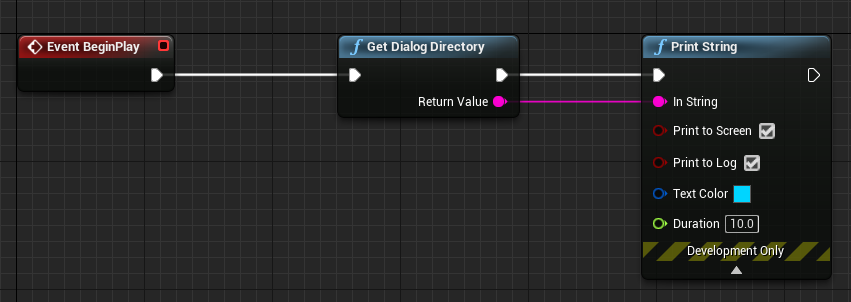 Event BeginPlay
f Get Dialog Directory
Return Value
f Print String
In String
Print to Screen
Print to Log
Text Color
Duration 10.0
Development Only